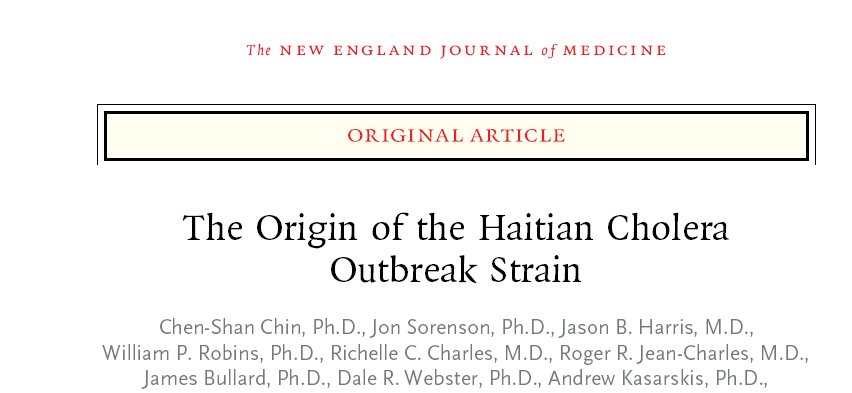 The NEW ENGLAND JOURNAL of MEDICINE
ORIGINAL ARTICLE
The Origin of the Haitian Cholera
Outbreak Strain
Chen-Shan Chin, Ph.D., Jon Sorenson, Ph.D., Jason B. Harris, M.D.,
William P. Robins, Ph.D., Richelle C. Charles, M.D., Roger R. Jean-Charles, M.D.,
James Bullard, Ph.D., Dale R. Webster, Ph.D., Andrew Kasarskis, Ph.D.,